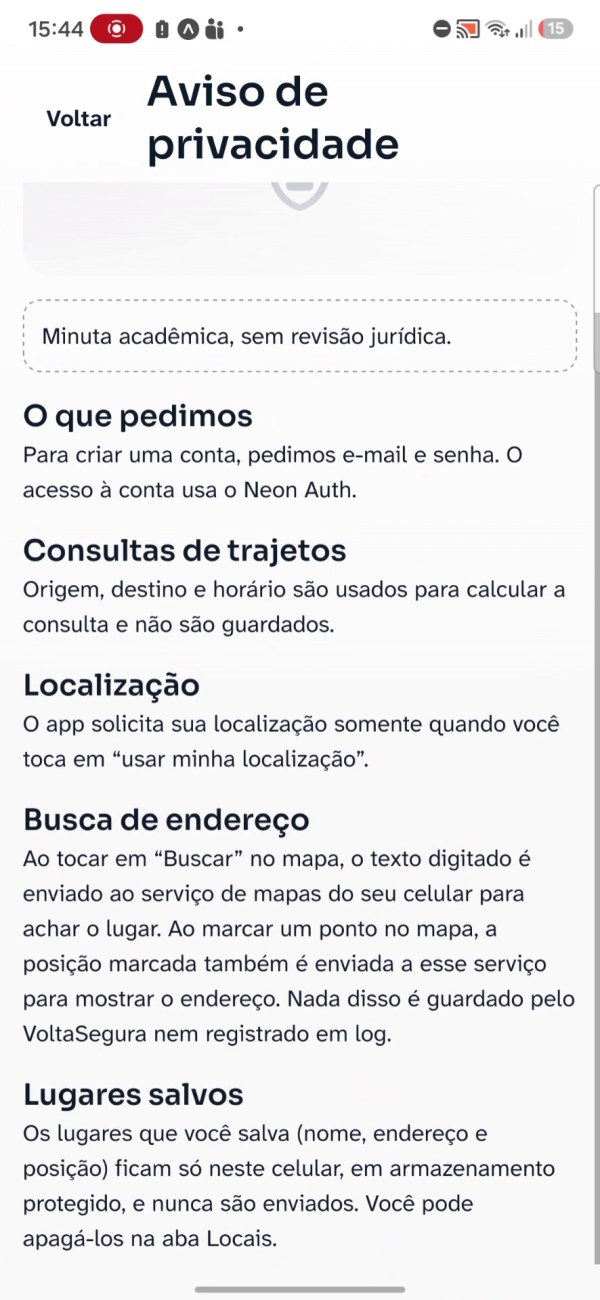 15:44
15
Voltar
Aviso de
privacidade
Minuta acadêmica, sem revisão jurídica.
O que pedimos
Para criar uma conta, pedimos e-mail e senha. O
acesso à conta usa o Neon Auth.
Consultas de trajetos
Origem, destino e horário são usados para calcular a
consulta e não são guardados.
Localização
O app solicita sua localização somente quando você
toca em “usar minha localização”.
Busca de endereço
Ao tocar em “Buscar” no mapa, o texto digitado é
enviado ao serviço de mapas do seu celular para
achar o lugar. Ao marcar um ponto no mapa, a
posição marcada também é enviada a esse serviço
para mostrar o endereço. Nada disso é guardado pelo
VoltaSegura nem registrado em log.
Lugares salvos
Os lugares que você salva (nome, endereço e
posição) ficam só neste celular, em armazenamento
protegido, e nunca são enviados. Você pode
apagá-los na aba Locais.